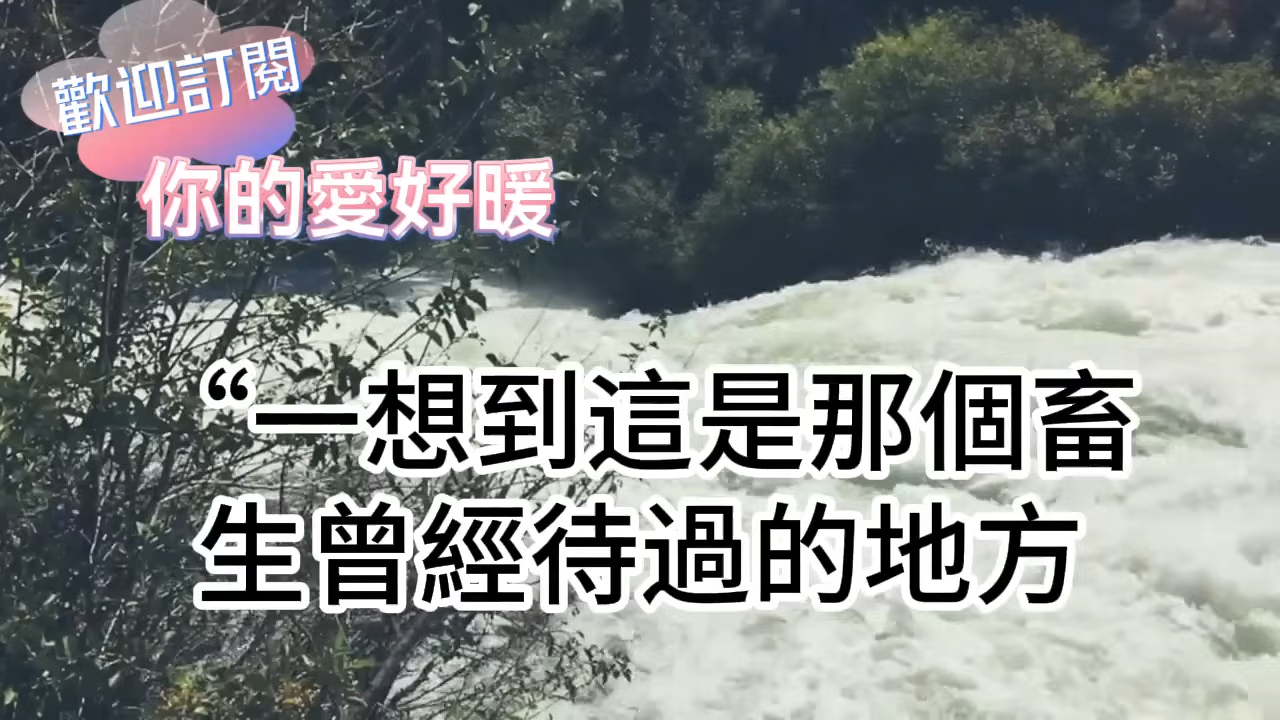 歡迎訂閱
你的愛好暖
“一想到這是那個畜
生曾經待過的地方